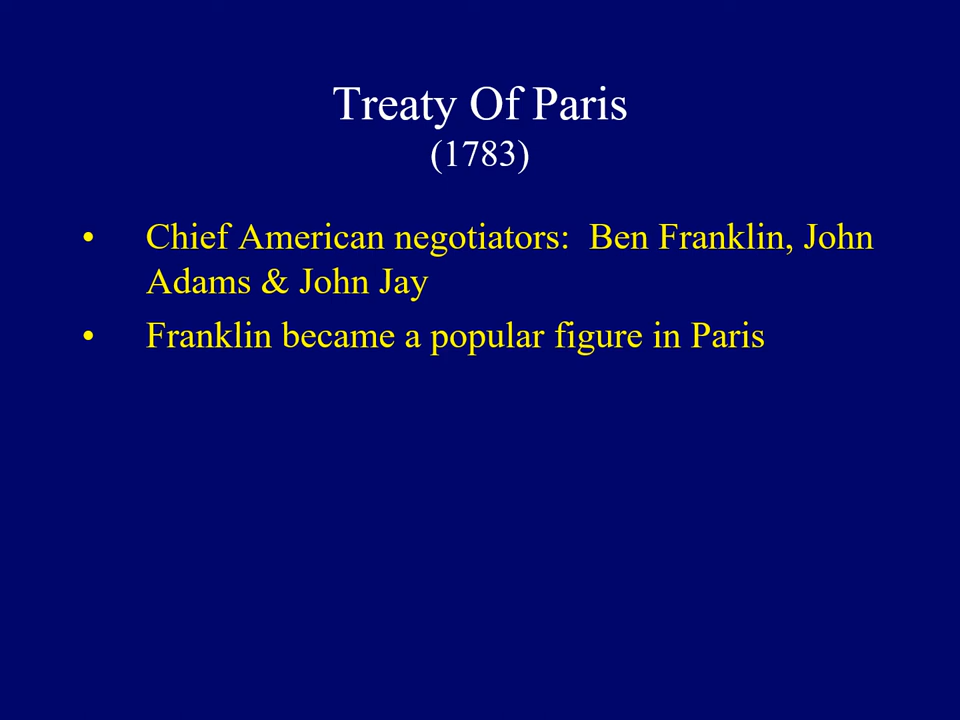 Treaty Of Paris
(1783)
• Chief American negotiators:  Ben Franklin, John
Adams & John Jay
• Franklin became a popular figure in Paris